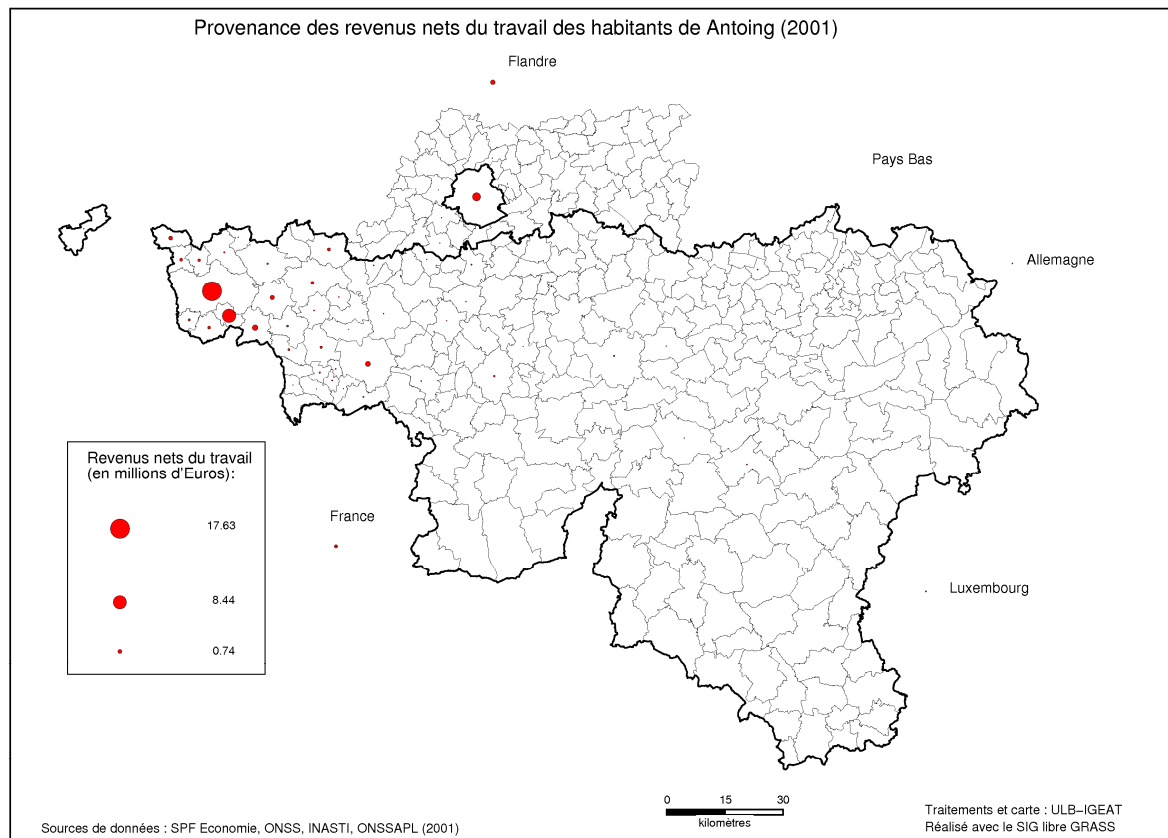 Provenance des revenus nets du travail des habitants de Antoing (2001)
Flandre
Pays Bas
Allemagne
Revenus nets du travail
(en millions d'Euros):
17.63
8.44
0.74
France
Luxembourg
0 15 30
kilomètres
Sources de données : SPF Economie, ONSS, INASTI, ONSSAPL (2001)
Traitements et carte : ULB–IGEAT
Réalisé avec le SIG libre GRASS